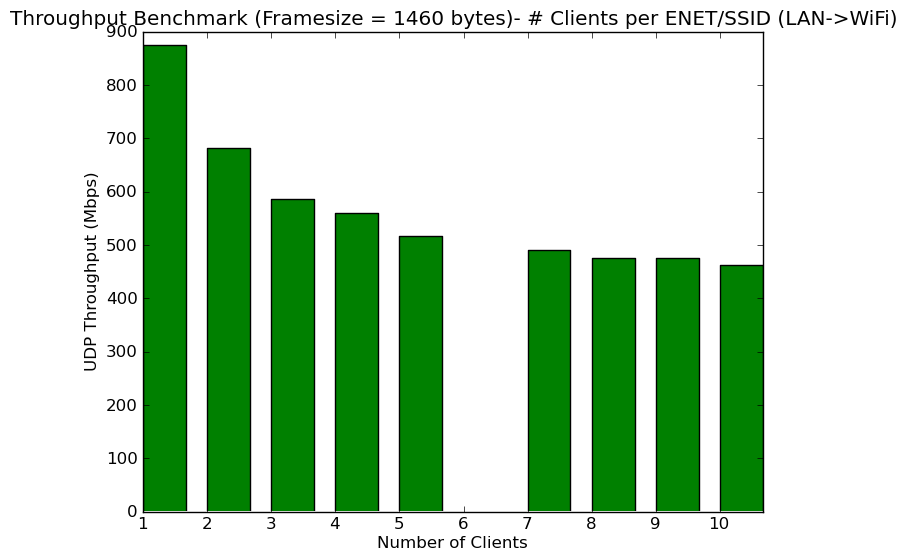 Throughput Benchmark (Framesize = 1460 bytes)- # Clients per ENET/SSID (LAN->WiFi)
900
800
700
600
500
400
300
200
100
0
UDP Throughput (Mbps)
1 2 3 4 5 6 7 8 9 10
Number of Clients